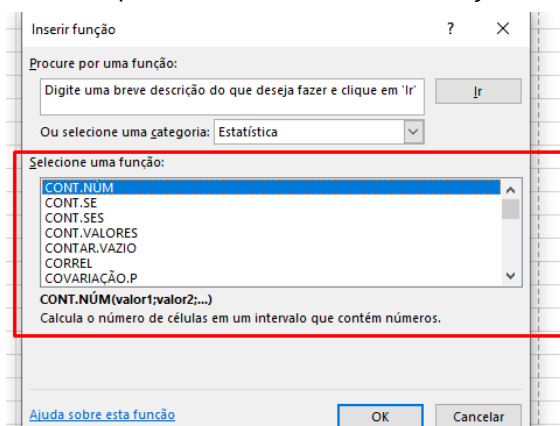 Inserir função ? ×
Procure por uma função:
Digite uma breve descrição do que deseja fazer e clique em 'Ir'
Ir
Ou selecione uma categoria: Estatística
Selecione uma função:
CONT.NÚM
CONT.SE
CONT.SES
CONT.VALORES
CONTAR.VAZIO
CORREL
COVARIAÇÃO.P
CONT.NÚM(valor1;valor2;...)
Calcula o número de células em um intervalo que contém números.
Ajuda sobre esta função
OK
Cancelar